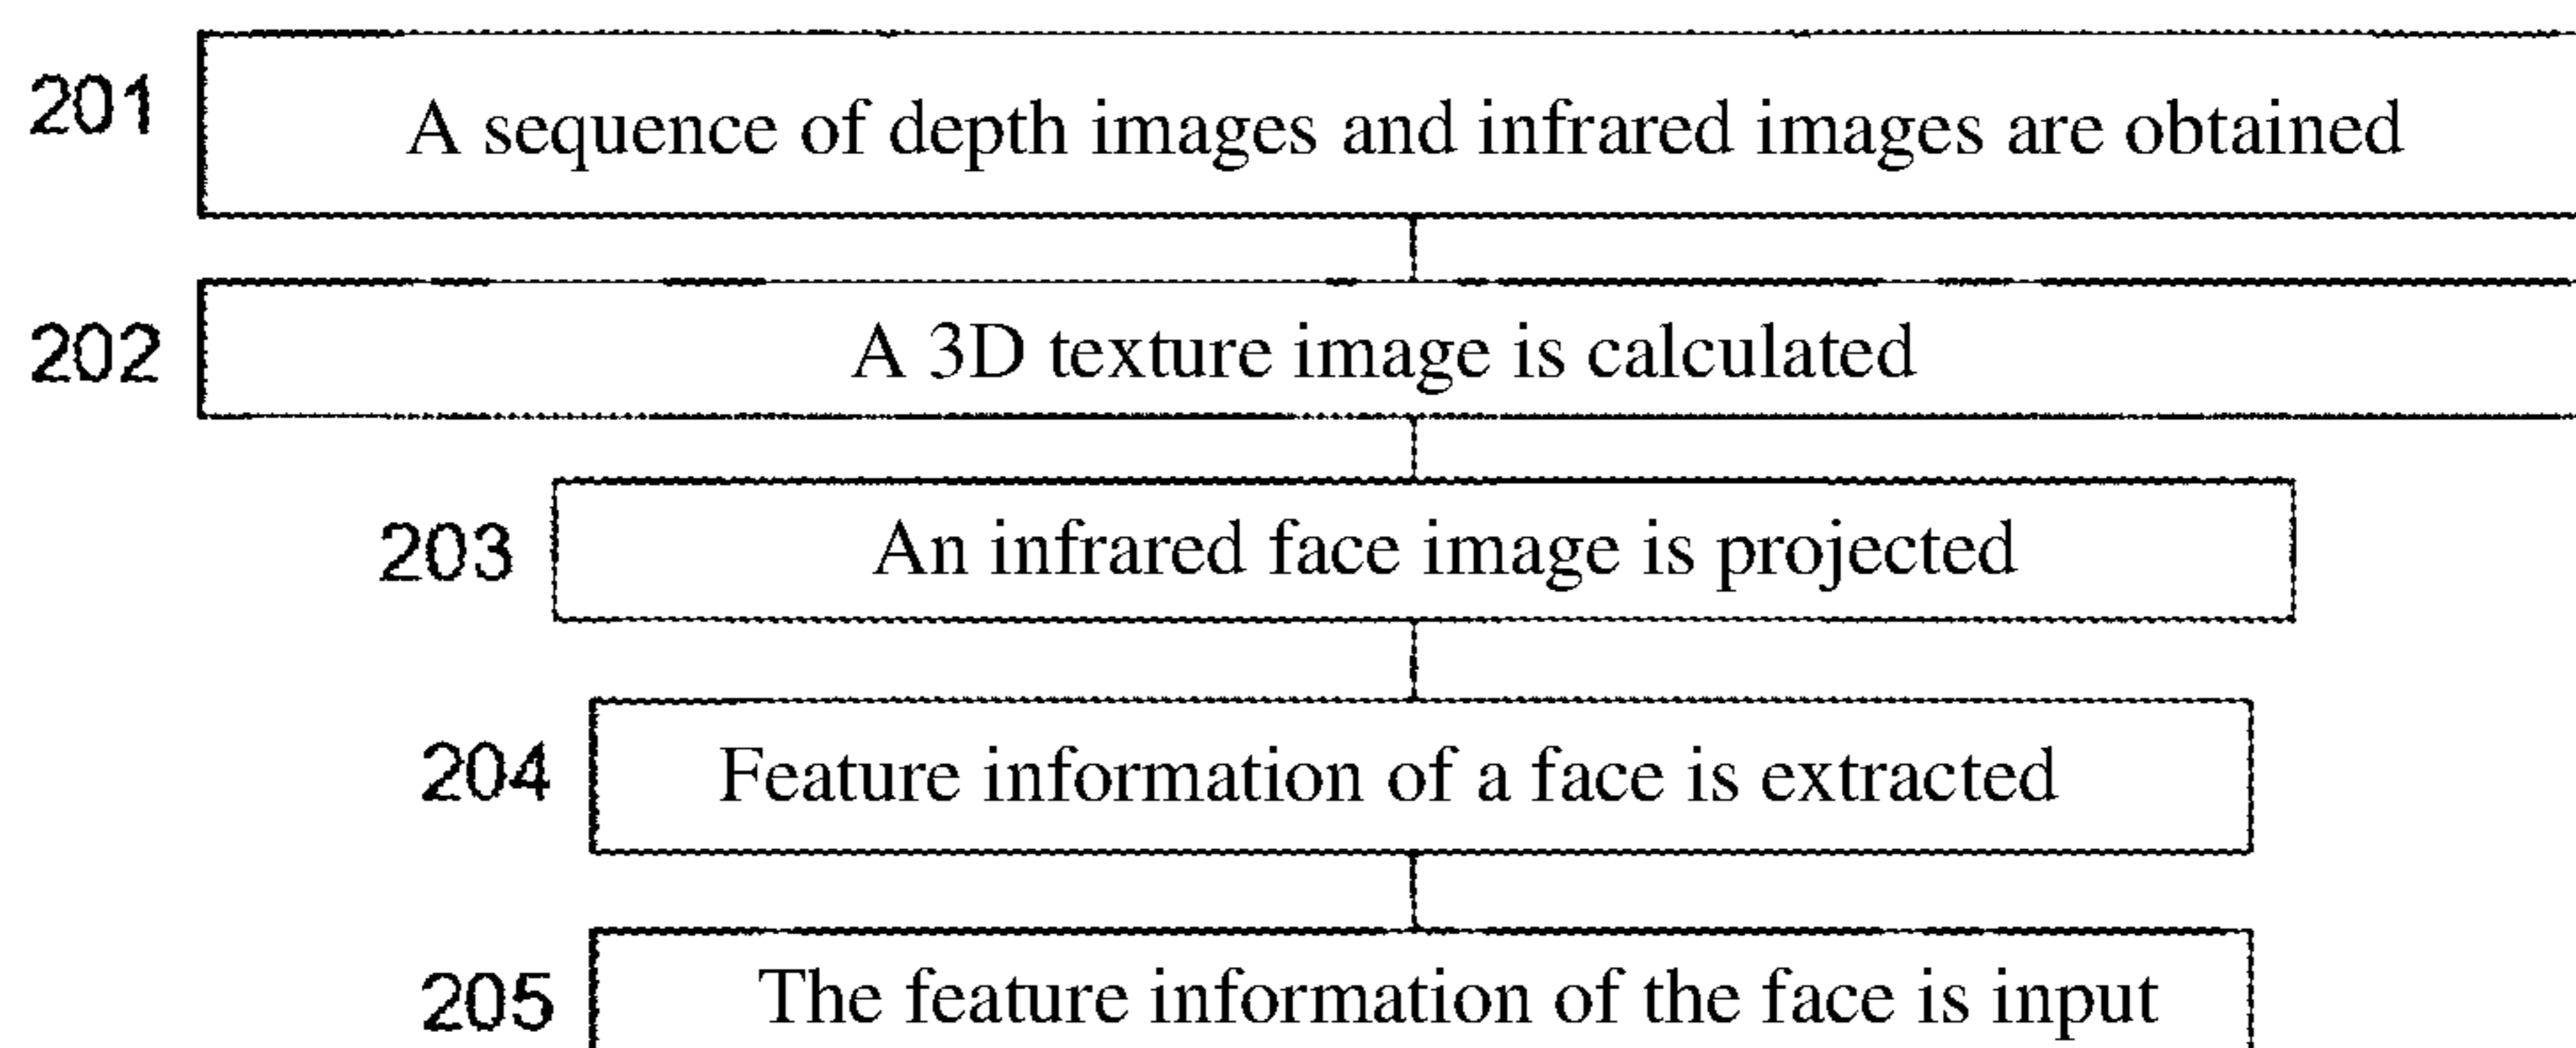 201 A sequence of depth images and infrared images are obtained
202 A 3D texture image is calculated
203 An infrared face image is projected
204 Feature information of a face is extracted
205 The feature information of the face is input